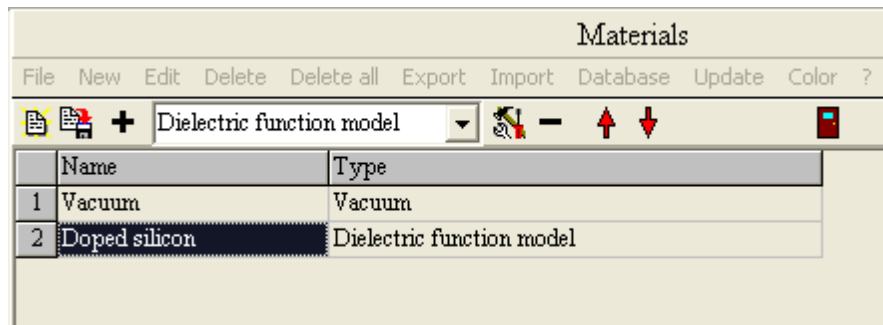 Materials
File New Edit Delete Delete all Export Import Database Update Color ?
Dielectric function model
Name Type
1 Vacuum Vacuum
2 Doped silicon Dielectric function model